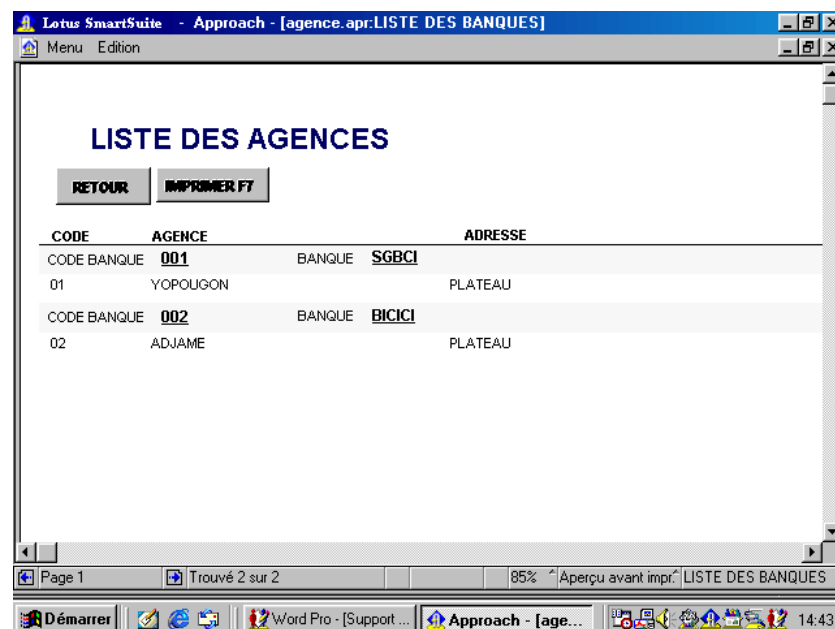 Lotus SmartSuite - Approach - [agence.apr:LISTE DES BANQUES]
Menu Edition
LISTE DES AGENCES
RETOUR IMPRIMER F7
CODE AGENCE ADRESSE
CODE BANQUE 001 BANQUE SGBCI
01 YOPOUGON PLATEAU
CODE BANQUE 002 BANQUE BICICI
02 ADJAME PLATEAU
Page 1 Trouvé 2 sur 2 85% Aperçu avant impr. LISTE DES BANQUES
Démarrer Word Pro - [Support ... Approach - [age... 14:43